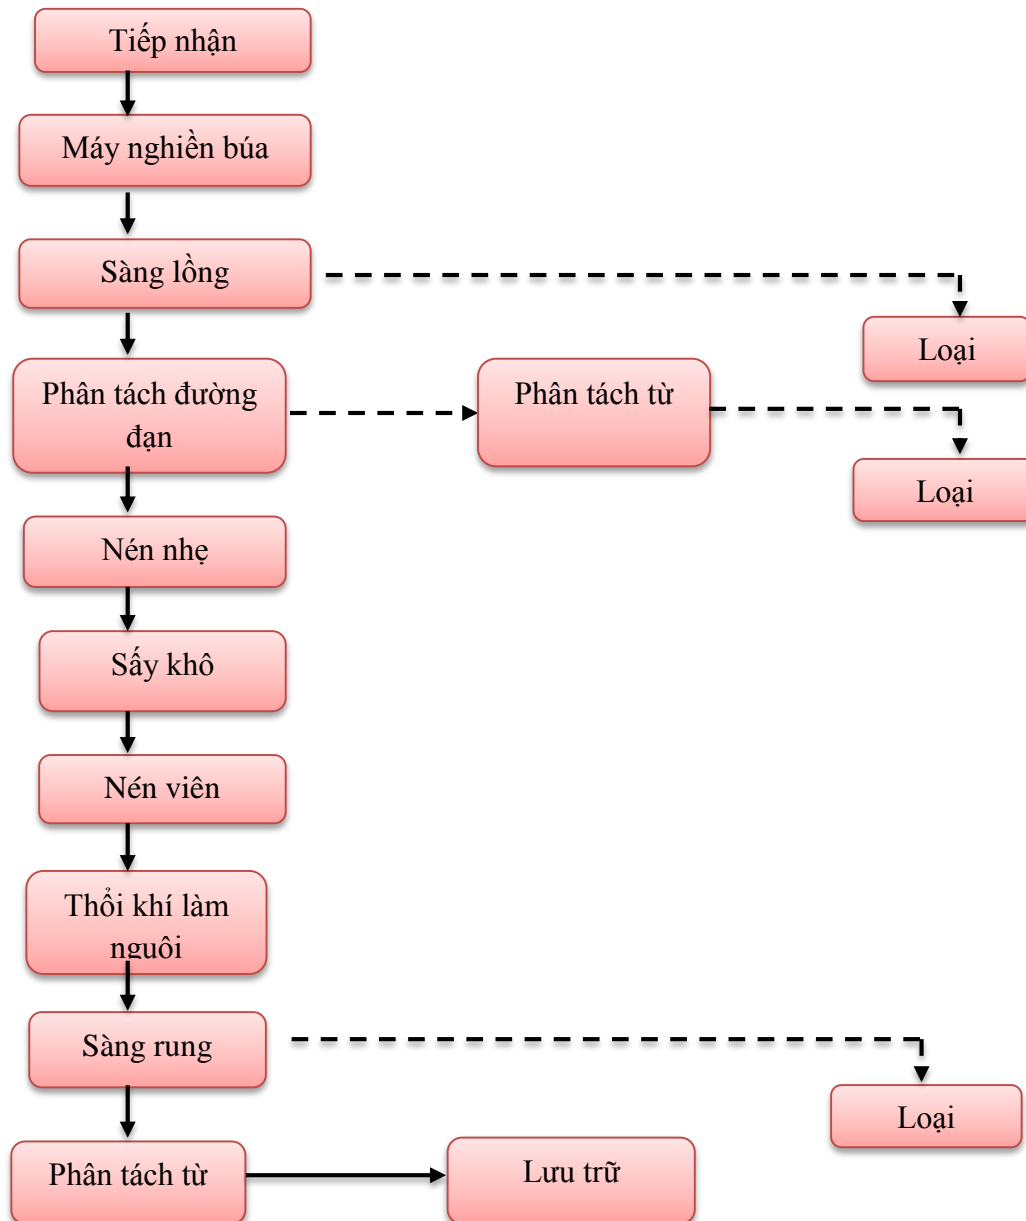 Tiếp nhận
Máy nghiền búa
Sàng lồng
Loại
Phân tách đường
đạn
Phân tách từ
Loại
Nén nhẹ
Sấy khô
Nén viên
Thổi khí làm
nguôi
Sàng rung
Loại
Phân tách từ
Lưu trữ